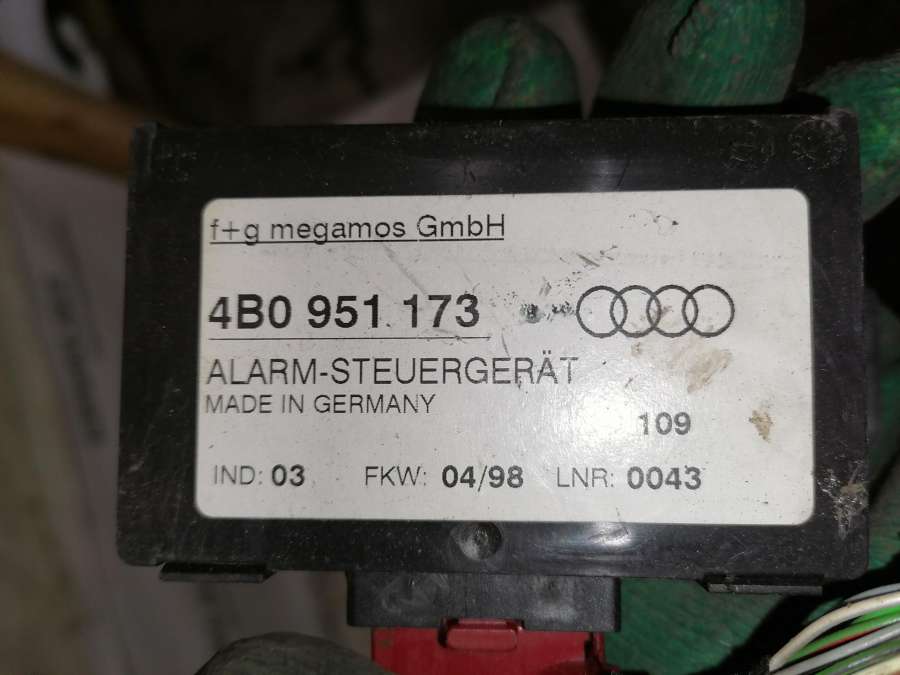 f+g megamos GmbH
4B0 951 173
ALARM-STEUERGERÄT
MADE IN GERMANY
109
IND: 03 FKW: 04/98 LNR: 0043